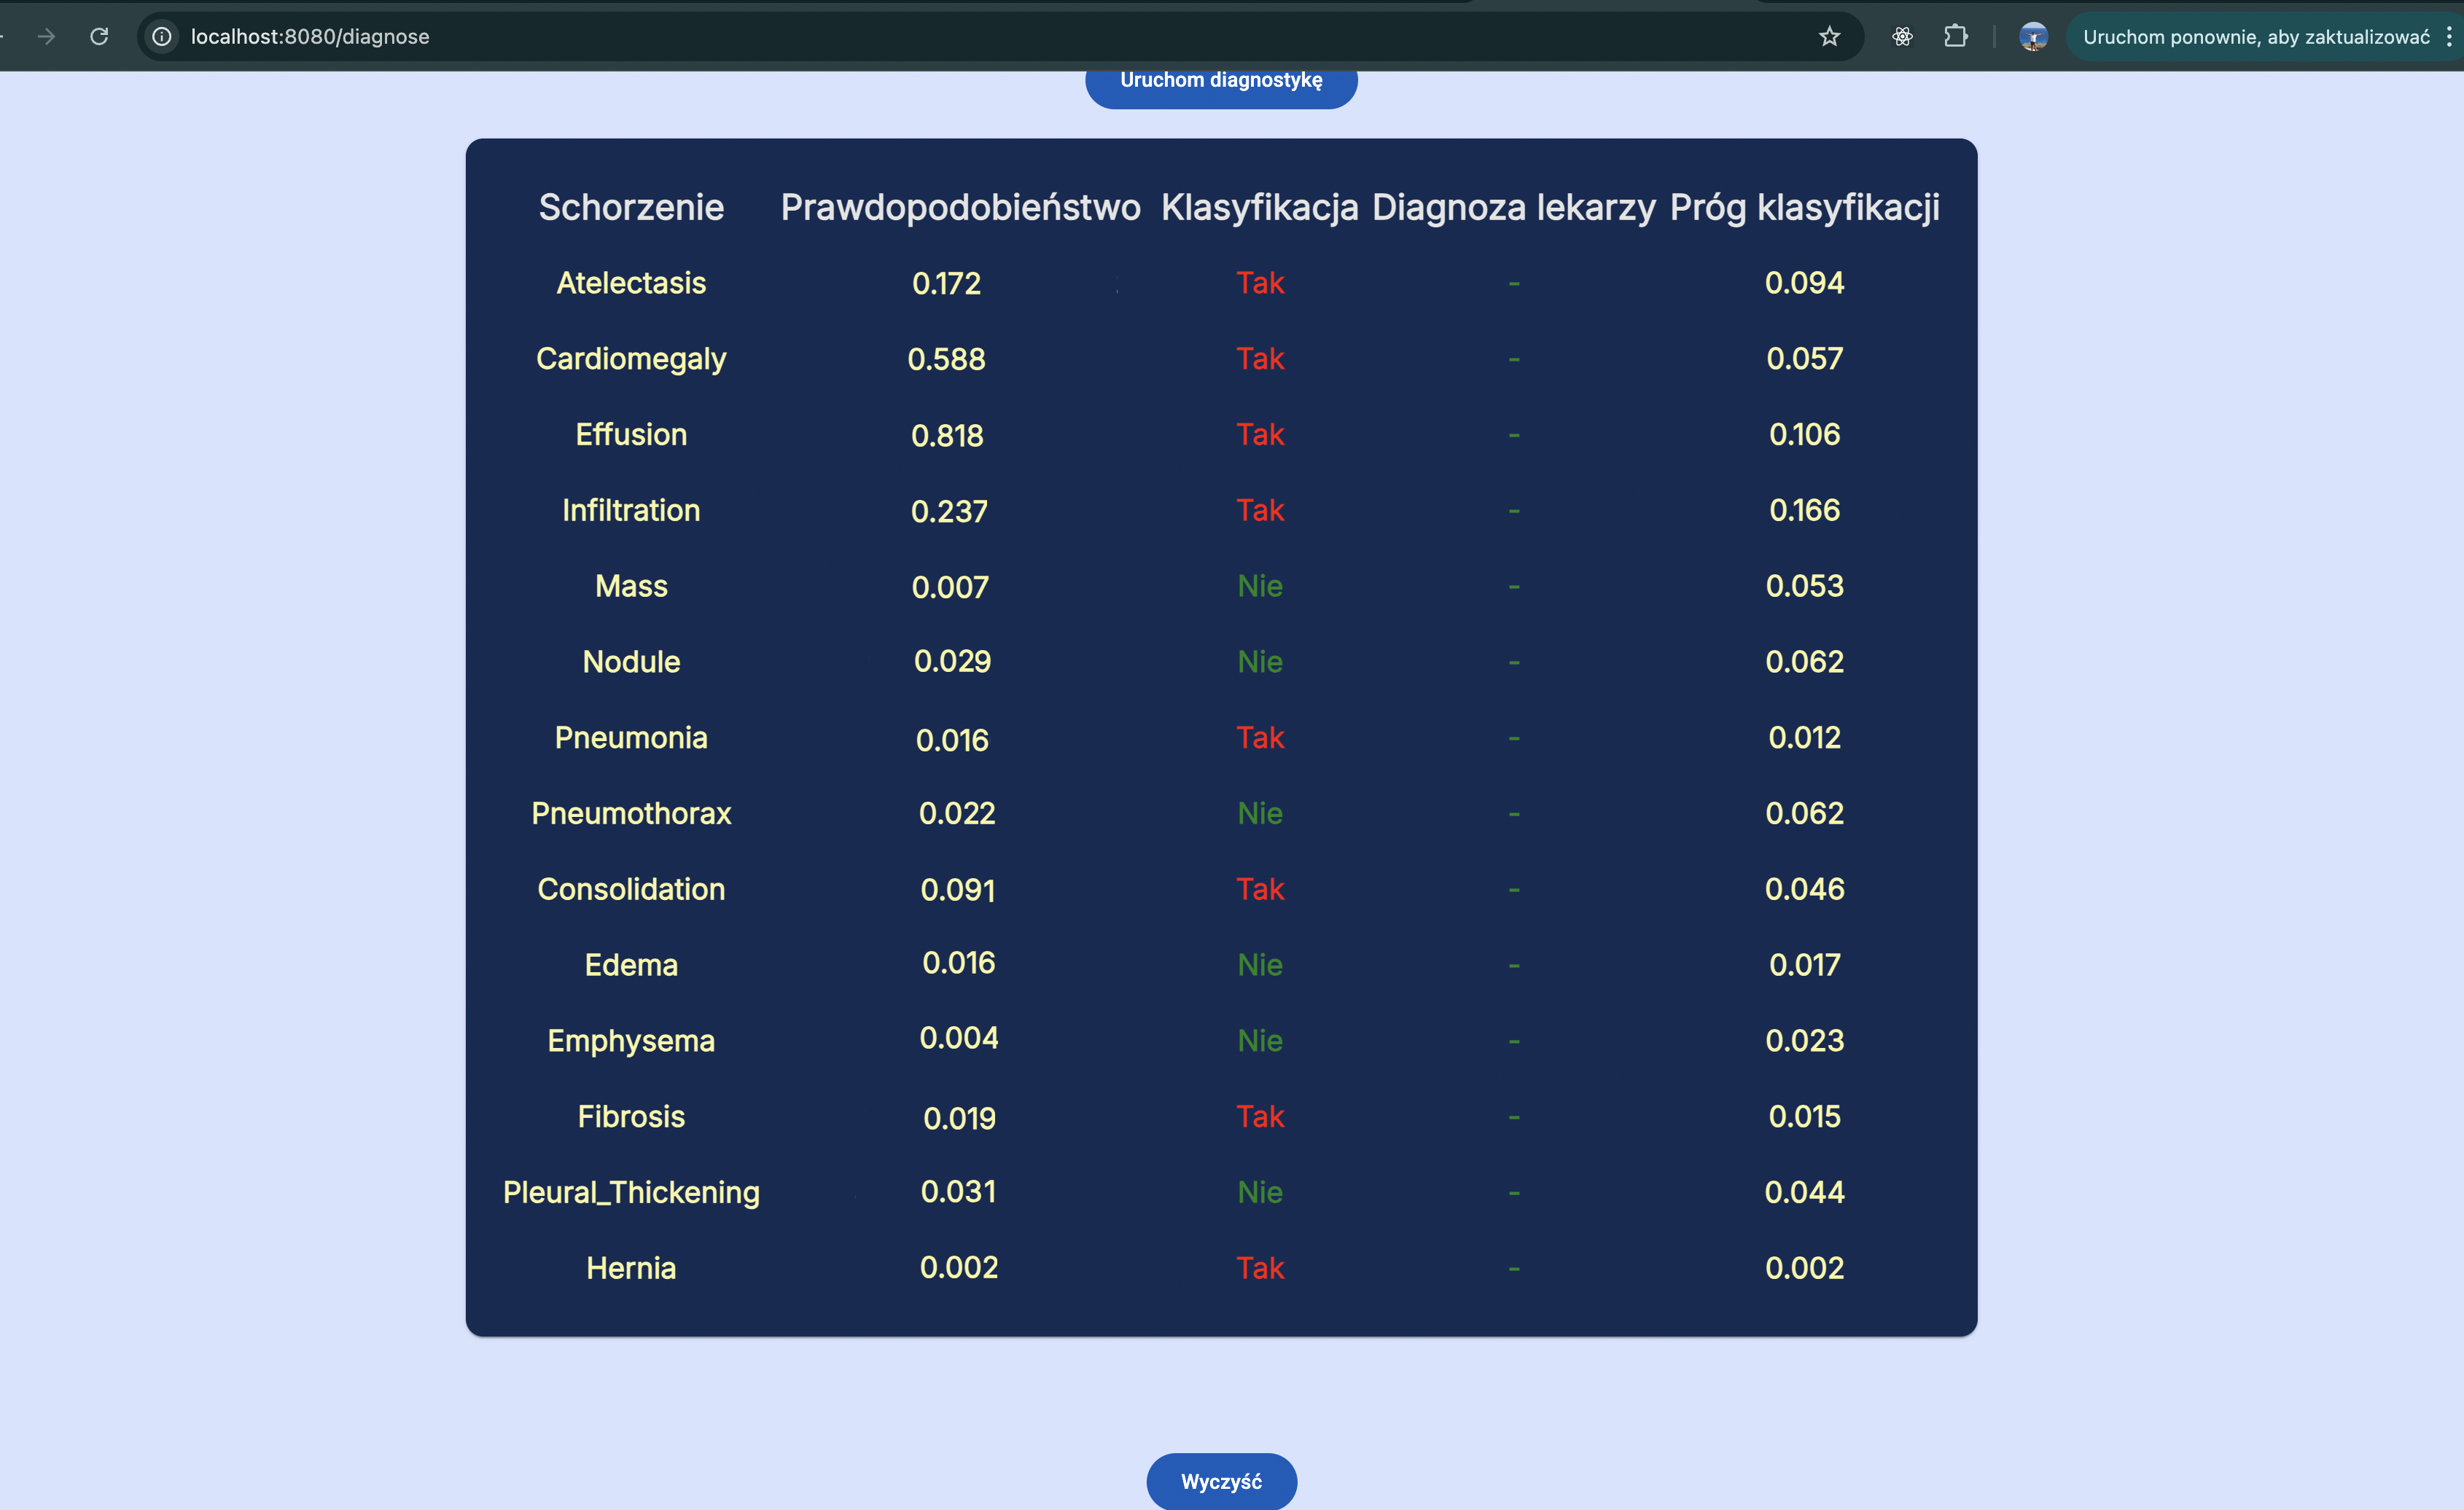 localhost:8080/diagnose
Uruchom ponownie, aby zaktualizować
Uruchom diagnostykę
Schorzenie Prawdopodobieństwo Klasyfikacja Diagnoza lekarzy Próg klasyfikacji
Atelectasis 0.172 Tak - 0.094
Cardiomegaly 0.588 Tak - 0.057
Effusion 0.818 Tak - 0.106
Infiltration 0.237 Tak - 0.166
Mass 0.007 Nie - 0.053
Nodule 0.029 Nie - 0.062
Pneumonia 0.016 Tak - 0.012
Pneumothorax 0.022 Nie - 0.062
Consolidation 0.091 Tak - 0.046
Edema 0.016 Nie - 0.017
Emphysema 0.004 Nie - 0.023
Fibrosis 0.019 Tak - 0.015
Pleural_Thickening 0.031 Nie - 0.044
Hernia 0.002 Tak - 0.002
Wyczyść